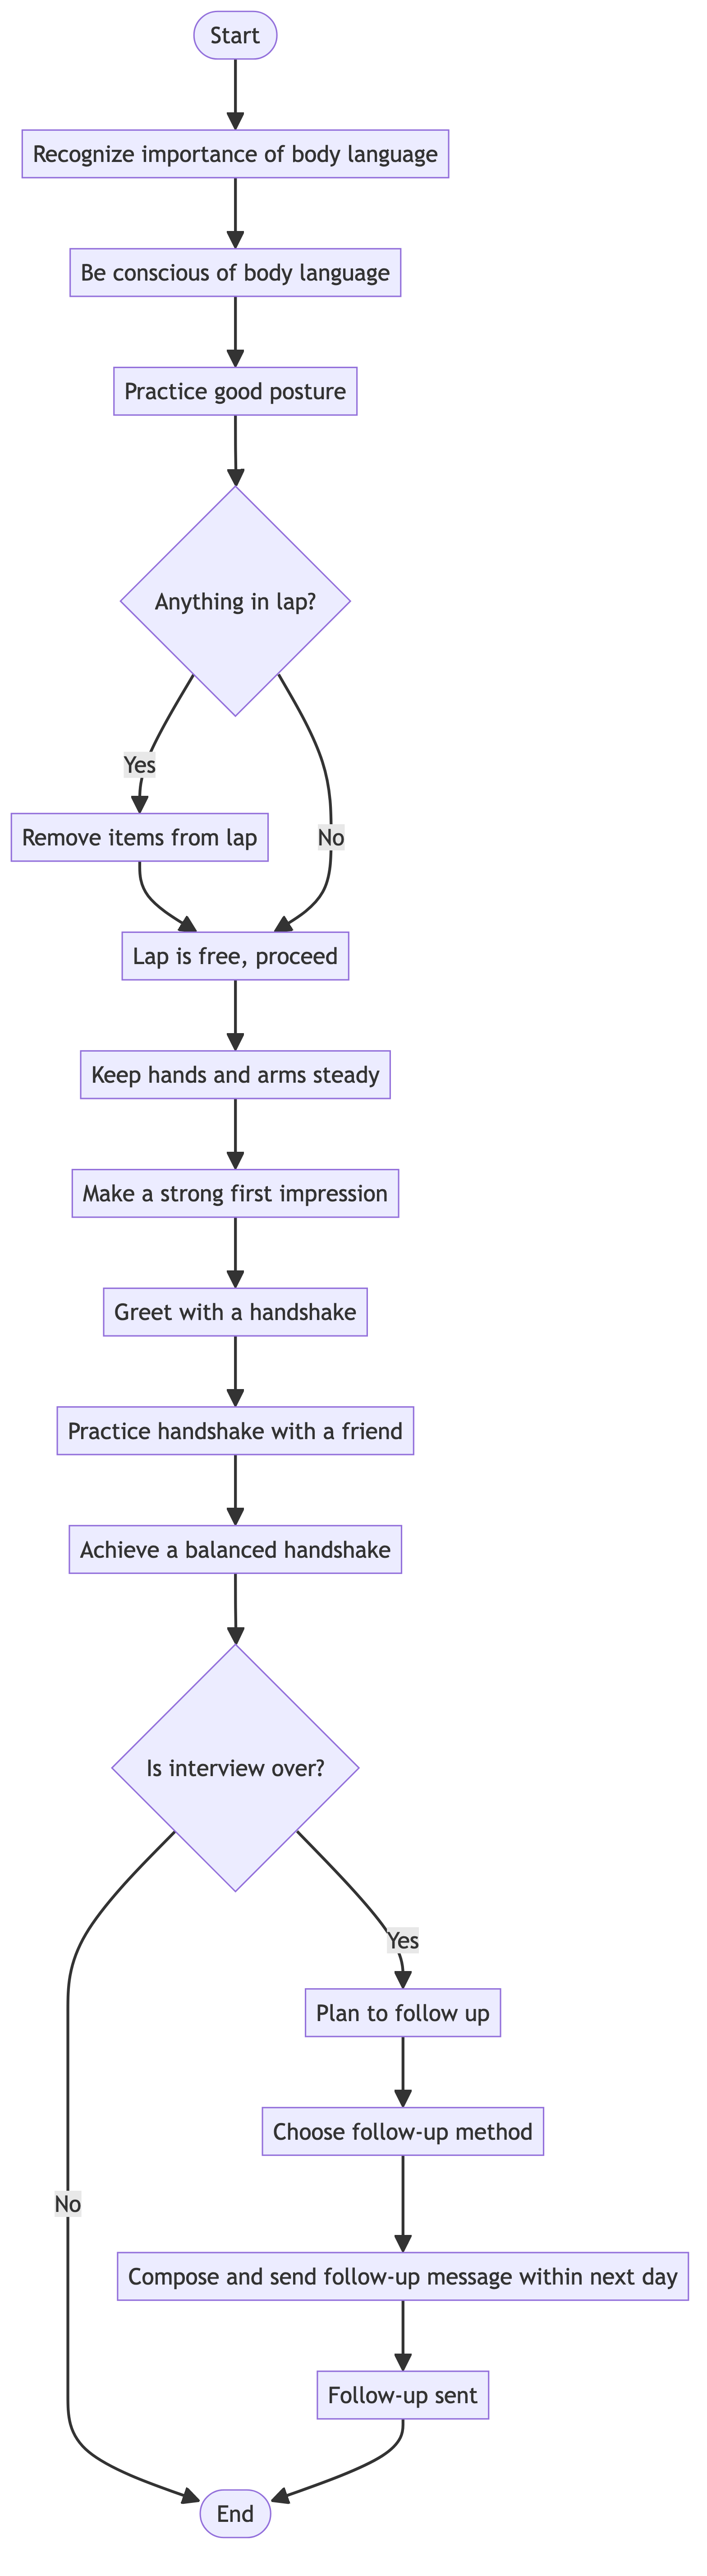 Start
Recognize importance of body language
Be conscious of body language
Practice good posture
Anything in lap?
Yes
Remove items from lap
No
Lap is free, proceed
Keep hands and arms steady
Make a strong first impression
Greet with a handshake
Practice handshake with a friend
Achieve a balanced handshake
Is interview over?
Yes
Plan to follow up
Choose follow-up method
No
Compose and send follow-up message within next day
Follow-up sent
End